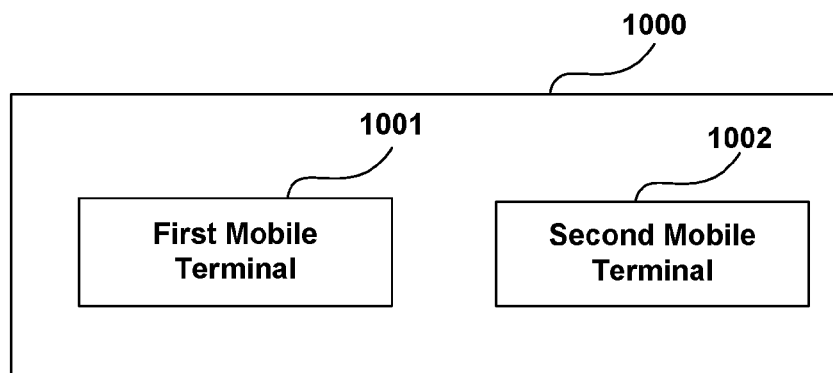 1000
1001
1002
First Mobile
Terminal
Second Mobile
Terminal